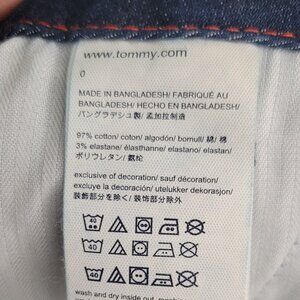 www.tommy.com
0
MADE IN BANGLADESH/ FABRIQUÉ AU
BANGLADESH/ HECHO EN BANGLADESH/
バングラデシュ製/ 孟加拉制造
97% cotton/ coton/ algodón/ bomull/ 綿/ 棉
3% elastane/ élasthanne/ elastano/ elastan/
ポリウレタン/ 氨纶
exclusive of decoration/ sauf décoration/
excluye la decoración/ utelukker dekorasjon/
装飾部分を除く/ 装饰部分除外
40
40
40
wash and dry inside out,